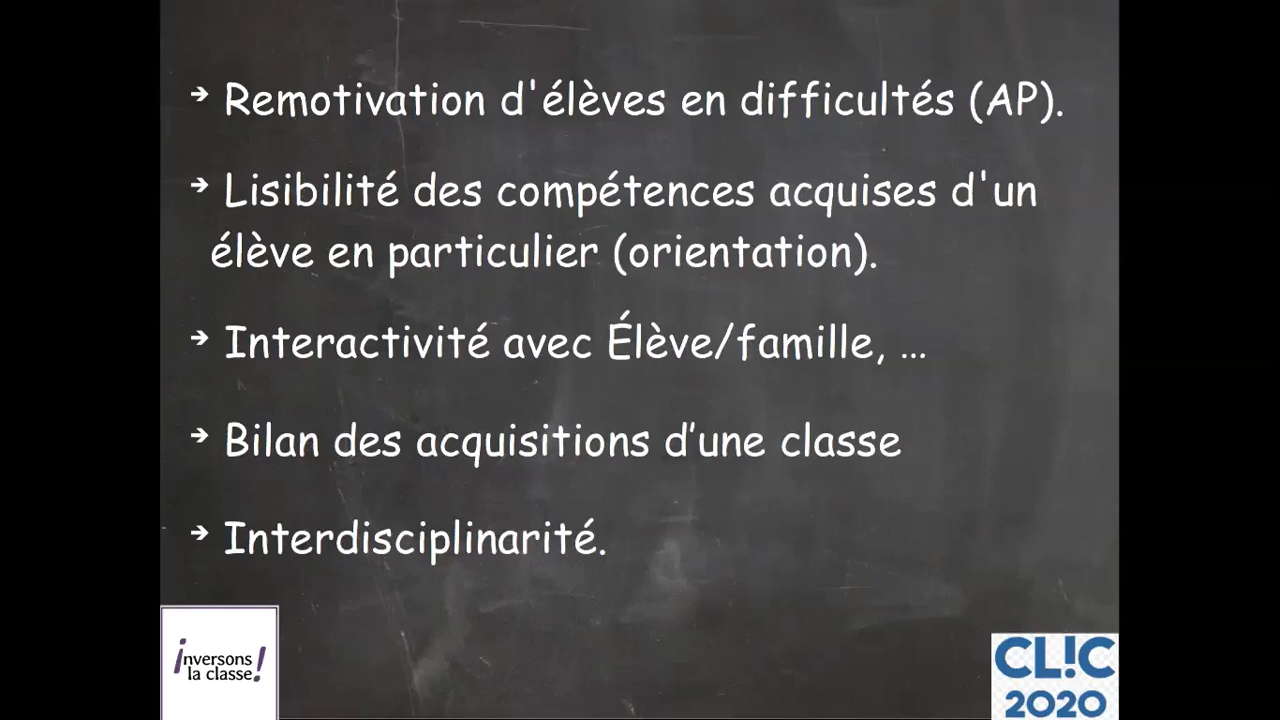 ➔ Remotivation d'élèves en difficultés (AP).
➔ Lisibilité des compétences acquises d'un
élève en particulier (orientation).
➔ Interactivité avec Élève/famille, ...
➔ Bilan des acquisitions d’une classe
➔ Interdisciplinarité.
¡nversons
la classe!
CL!C
2020